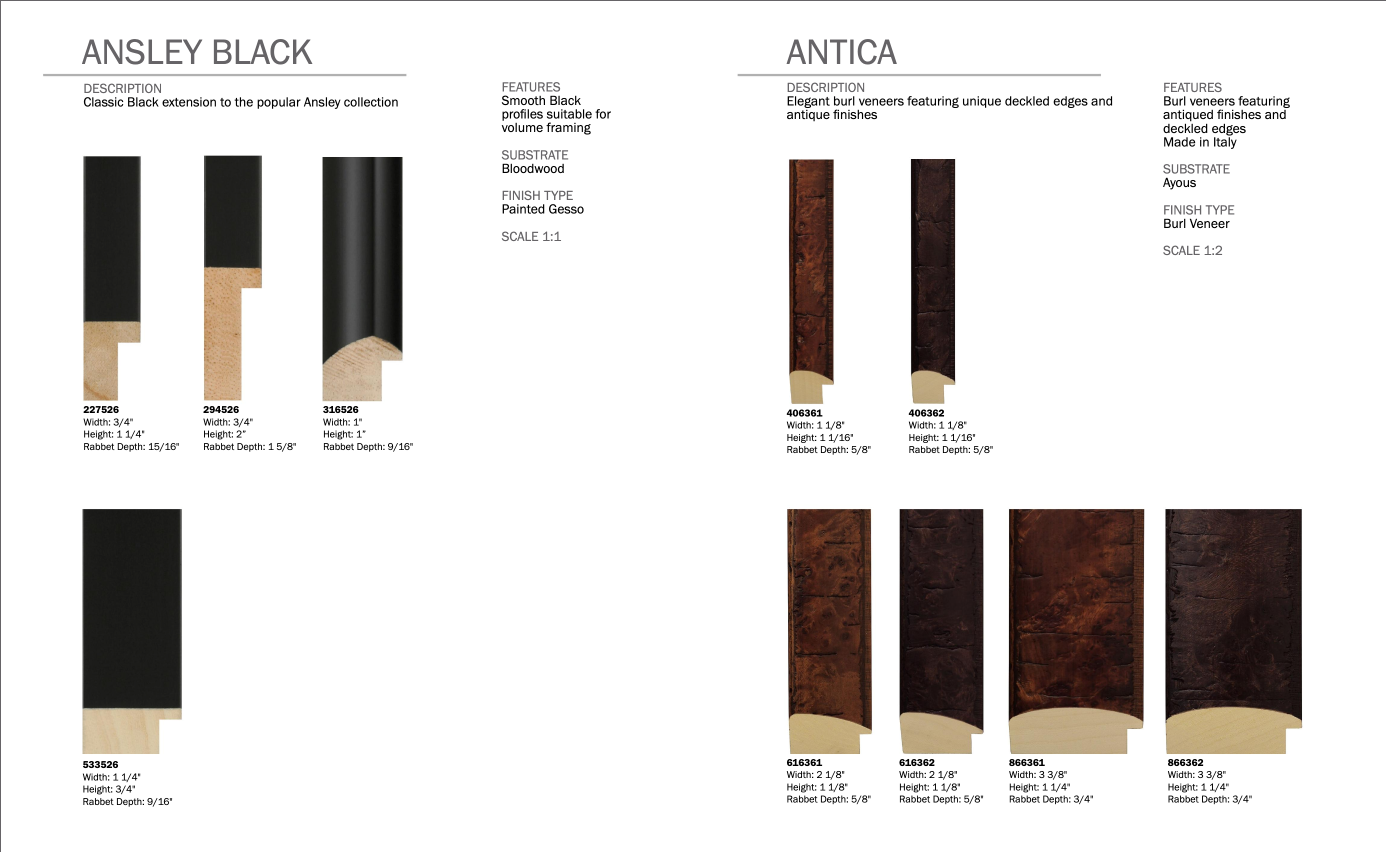 ANSLEY BLACK
DESCRIPTION
Classic Black extension to the popular Ansley collection
FEATURES
Smooth Black
profiles suitable for
volume framing
SUBSTRATE
Bloodwood
FINISH TYPE
Painted Gesso
SCALE 1:1
227526
Width: 3/4"
Height: 1 1/4"
Rabbet Depth: 15/16"
294526
Width: 3/4"
Height: 2”
Rabbet Depth: 1 5/8"
316526
Width: 1"
Height: 1”
Rabbet Depth: 9/16"
533526
Width: 1 1/4"
Height: 3/4"
Rabbet Depth: 9/16"
ANTICA
DESCRIPTION
Elegant burl veneers featuring unique deckled edges and
antique finishes
FEATURES
Burl veneers featuring
antiqued finishes and
deckled edges
Made in Italy
SUBSTRATE
Ayous
FINISH TYPE
Burl Veneer
SCALE 1:2
406361
Width: 1 1/8"
Height: 1 1/16"
Rabbet Depth: 5/8"
406362
Width: 1 1/8"
Height: 1 1/16"
Rabbet Depth: 5/8"
616361
Width: 2 1/8"
Height: 1 1/8"
Rabbet Depth: 5/8"
616362
Width: 2 1/8"
Height: 1 1/8"
Rabbet Depth: 5/8"
866361
Width: 3 3/8"
Height: 1 1/4"
Rabbet Depth: 3/4"
866362
Width: 3 3/8"
Height: 1 1/4"
Rabbet Depth: 3/4"